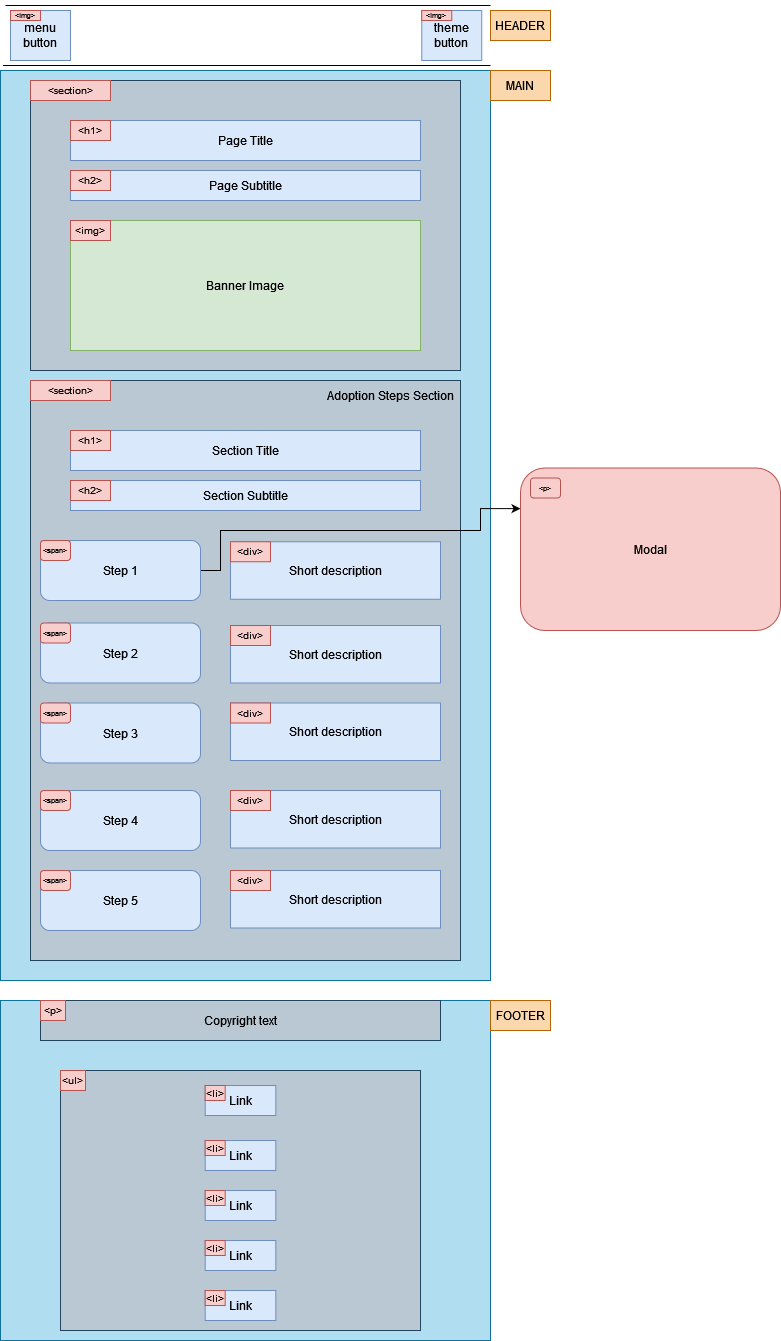 <img>
menu
button
<img>
theme
button
HEADER
MAIN
<section>
<h1>
Page Title
<h2>
Page Subtitle
<img>
Banner Image
<section>
Adoption Steps Section
<h1>
Section Title
<h2>
Section Subtitle
<span>
Step 1
<div>
Short description
<p>
Modal
<span>
Step 2
<div>
Short description
<span>
Step 3
<div>
Short description
<span>
Step 4
<div>
Short description
<span>
Step 5
<div>
Short description
<p>
Copyright text
FOOTER
<ul>
<li>
Link
<li>
Link
<li>
Link
<li>
Link
<li>
Link